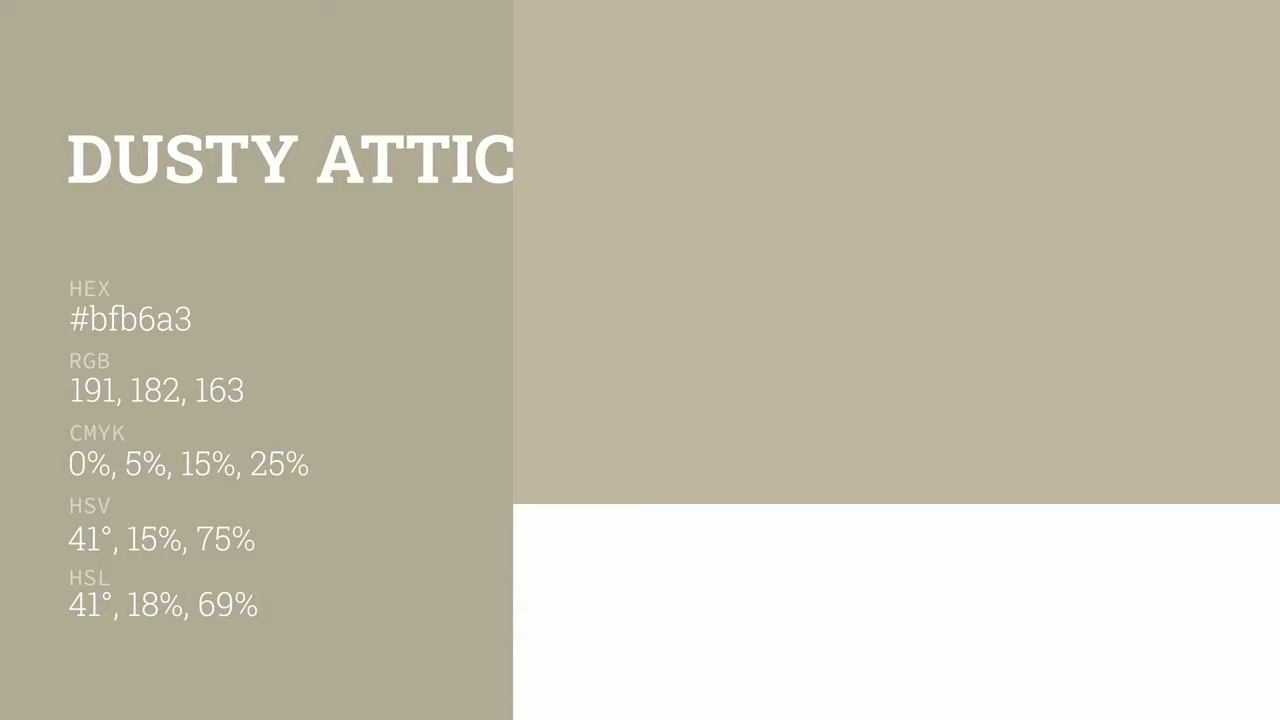 DUSTY ATTIC
HEX
#bfb6a3
RGB
191, 182, 163
CMYK
0%, 5%, 15%, 25%
HSV
41°, 15%, 75%
HSL
41°, 18%, 69%